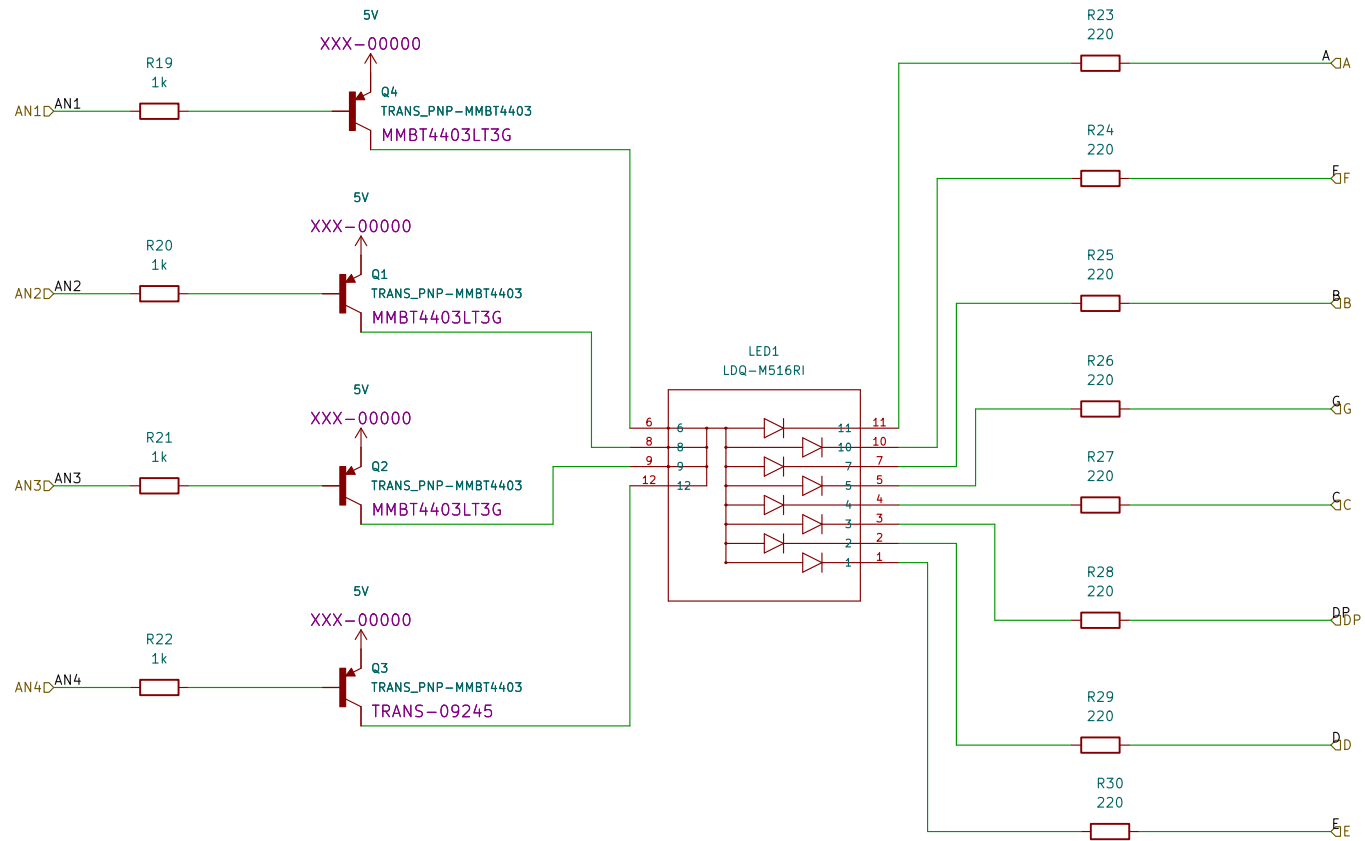 5V
XXX-00000
R19
1k
AN1
AN1
Q4
TRANS_PNP-MMBT4403
MMBT4403LT3G
5V
XXX-00000
R20
1k
AN2
AN2
Q1
TRANS_PNP-MMBT4403
MMBT4403LT3G
5V
XXX-00000
R21
1k
AN3
AN3
Q2
TRANS_PNP-MMBT4403
MMBT4403LT3G
5V
XXX-00000
R22
1k
AN4
AN4
Q3
TRANS_PNP-MMBT4403
TRANS-09245
LED1
LDQ-M516RI
6 6
8 8
9 9
12 12
11 11
10 10
7 7
5 5
4 4
3 3
2 2
1 1
R23
220
A A
R24
220
F F
R25
220
B B
R26
220
G G
R27
220
C C
R28
220
DP DP
R29
220
D D
R30
220
E E